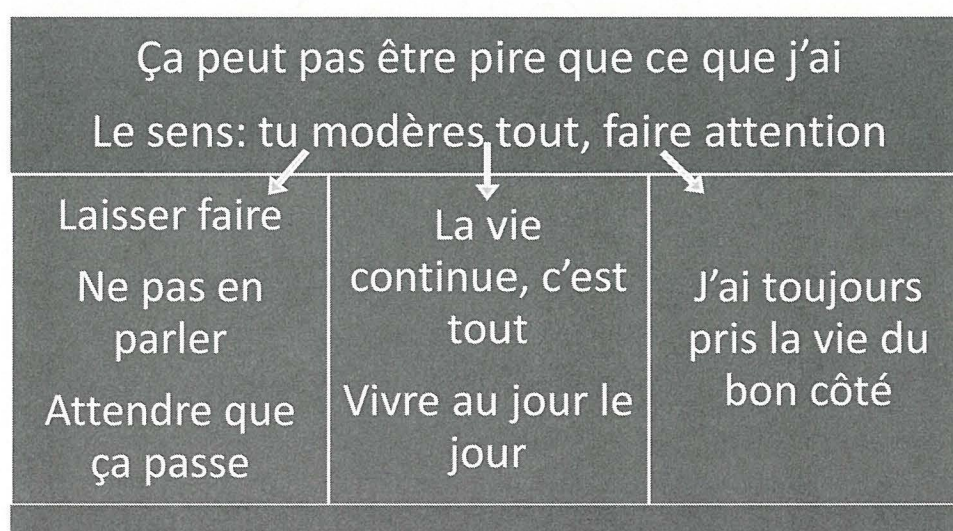 Ça peut pas être pire que ce que j'ai
Le sens: tu modères tout, faire attention
Laisser faire
Ne pas en
parler
Attendre que
ça passe
La vie
continue, c'est
tout
Vivre au jour le
jour
J'ai toujours
pris la vie du
bon côté